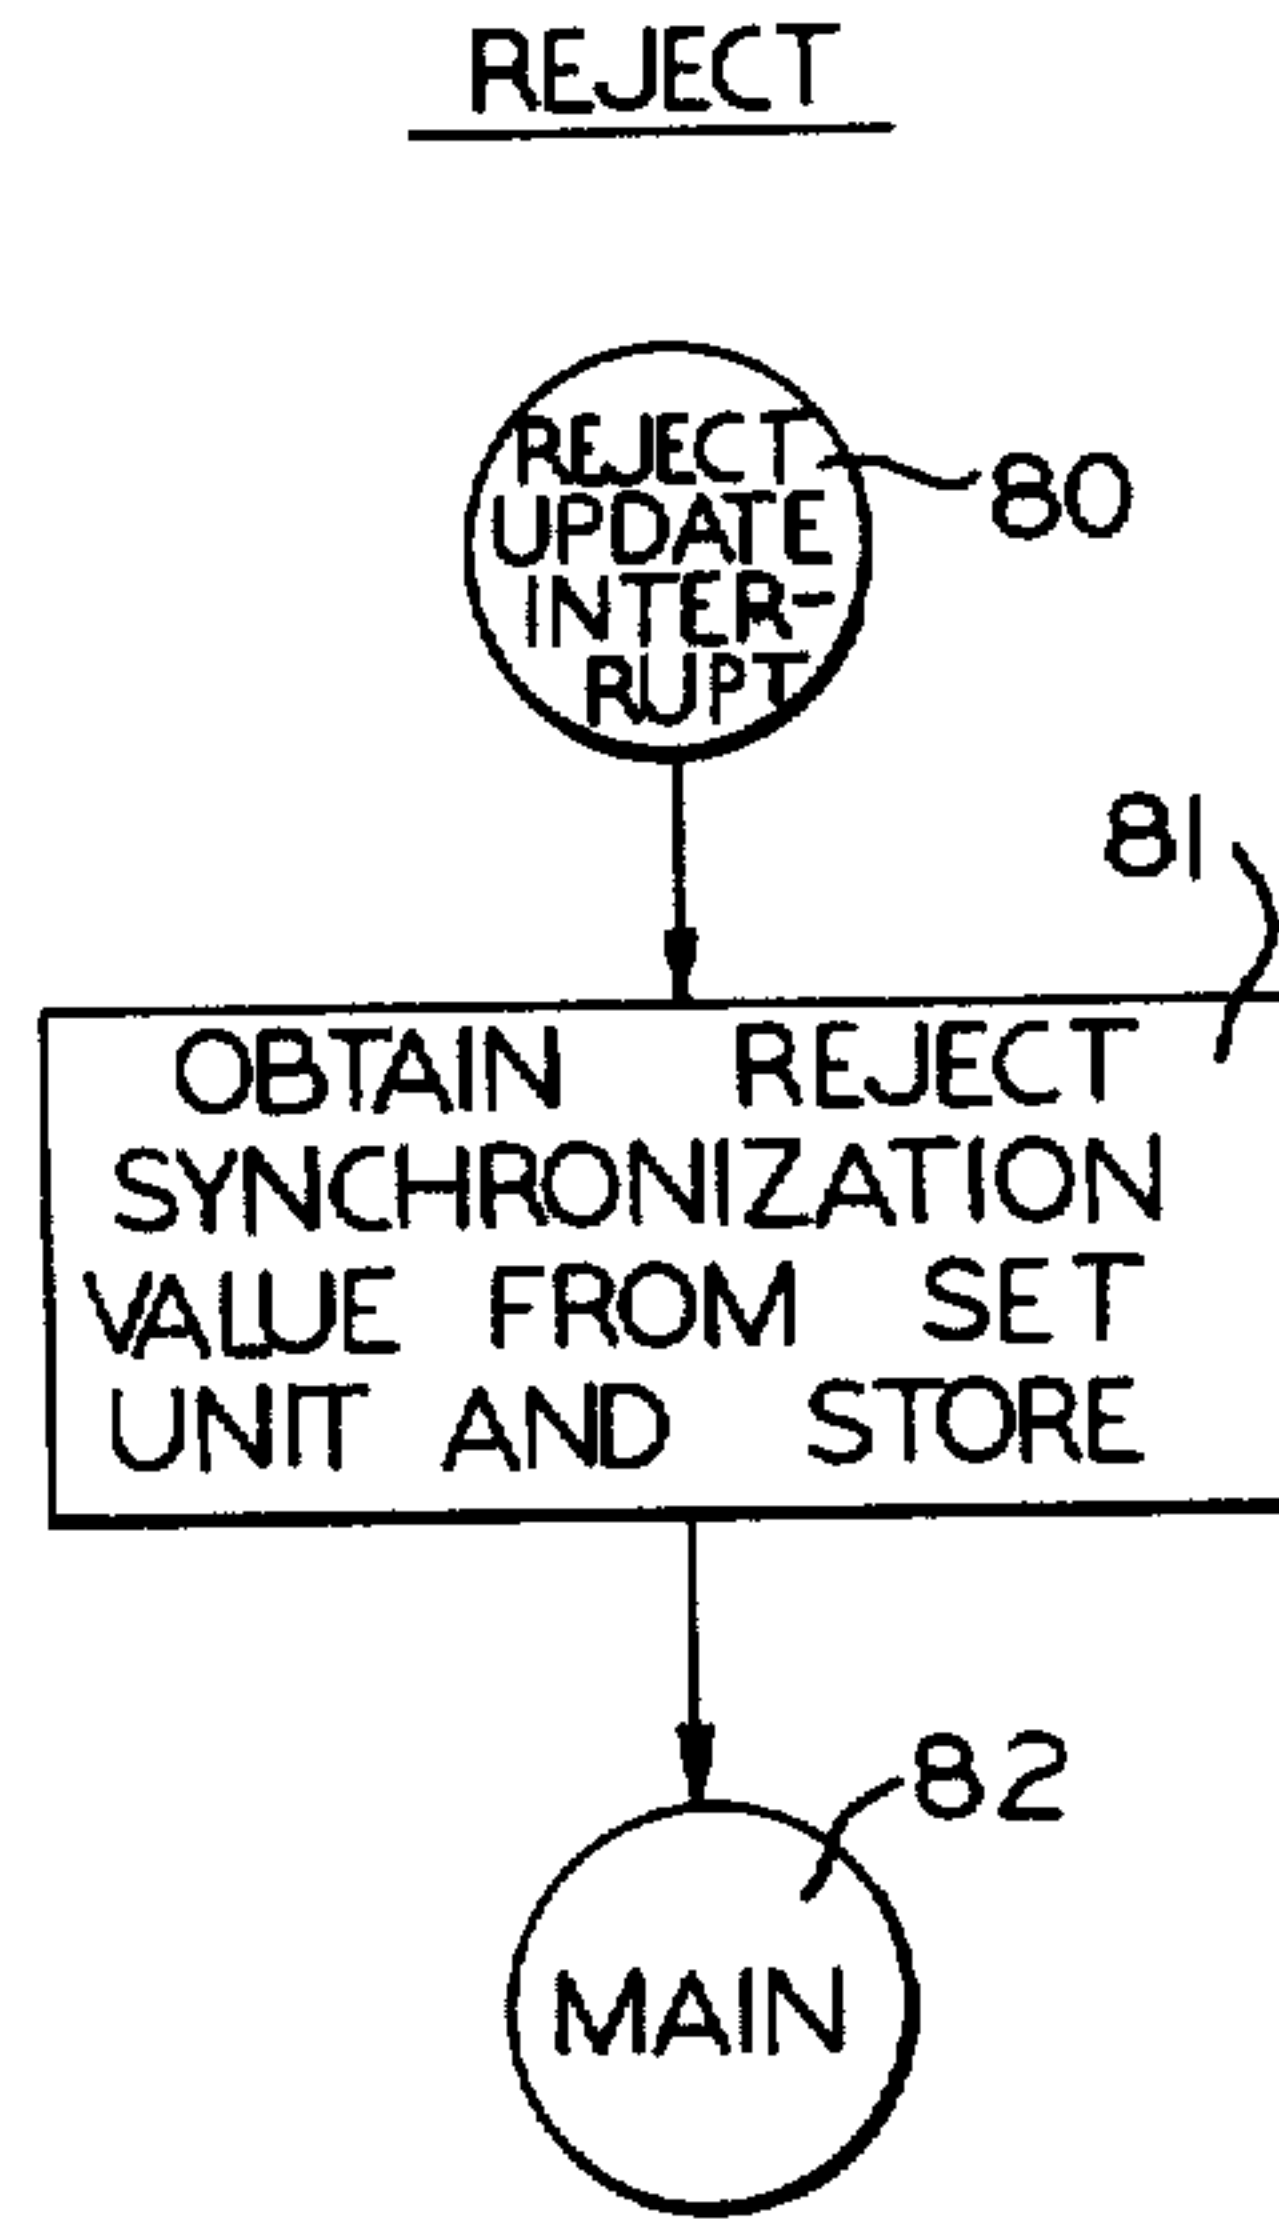 REJECT
REJECT
UPDATE
INTER-
RUPT
80
81
OBTAIN REJECT
SYNCHRONIZATION
VALUE FROM SET
UNIT AND STORE
82
MAIN